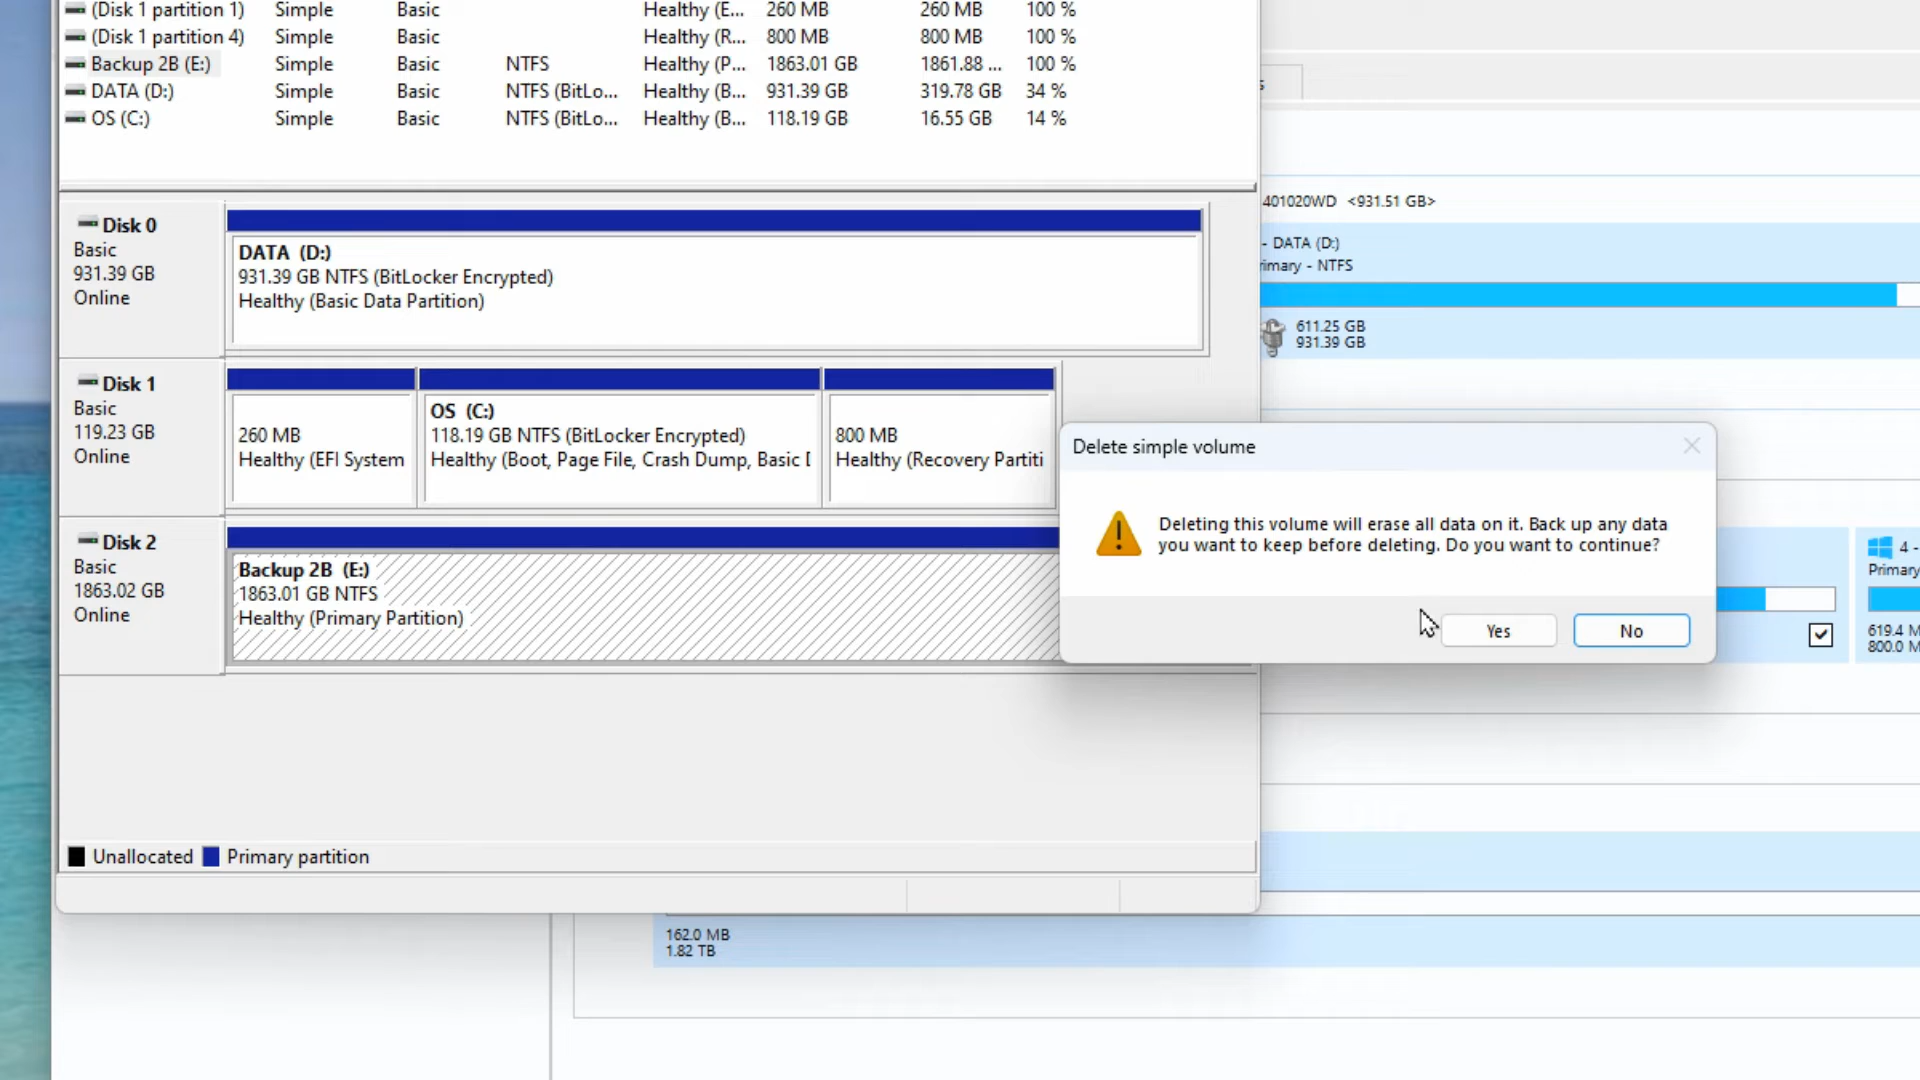 (Disk 1 partition 1) Simple Basic Healthy (E... 260 MB 260 MB 100 %
(Disk 1 partition 4) Simple Basic Healthy (R... 800 MB 800 MB 100 %
Backup 2B (E:) Simple Basic NTFS Healthy (P... 1863.01 GB 1861.88 ... 100 %
DATA (D:) Simple Basic NTFS (BitLo... Healthy (B... 931.39 GB 319.78 GB 34 %
OS (C:) Simple Basic NTFS (BitLo... Healthy (B... 118.19 GB 16.55 GB 14 %
Disk 0
Basic
931.39 GB
Online
DATA (D:)
931.39 GB NTFS (BitLocker Encrypted)
Healthy (Basic Data Partition)
Disk 1
Basic
119.23 GB
Online
260 MB
Healthy (EFI System
OS (C:)
118.19 GB NTFS (BitLocker Encrypted)
Healthy (Boot, Page File, Crash Dump, Basic
800 MB
Healthy (Recovery Partiti
Disk 2
Basic
1863.02 GB
Online
Backup 2B (E:)
1863.01 GB NTFS
Healthy (Primary Partition)
Unallocated Primary partition
401020WD <931.51 GB>
- DATA (D:)
rimary - NTFS
611.25 GB
931.39 GB
Delete simple volume
Deleting this volume will erase all data on it. Back up any data
you want to keep before deleting. Do you want to continue?
Yes No
4 -
Primary
619.4 M
800.0 M
162.0 MB
1.82 TB